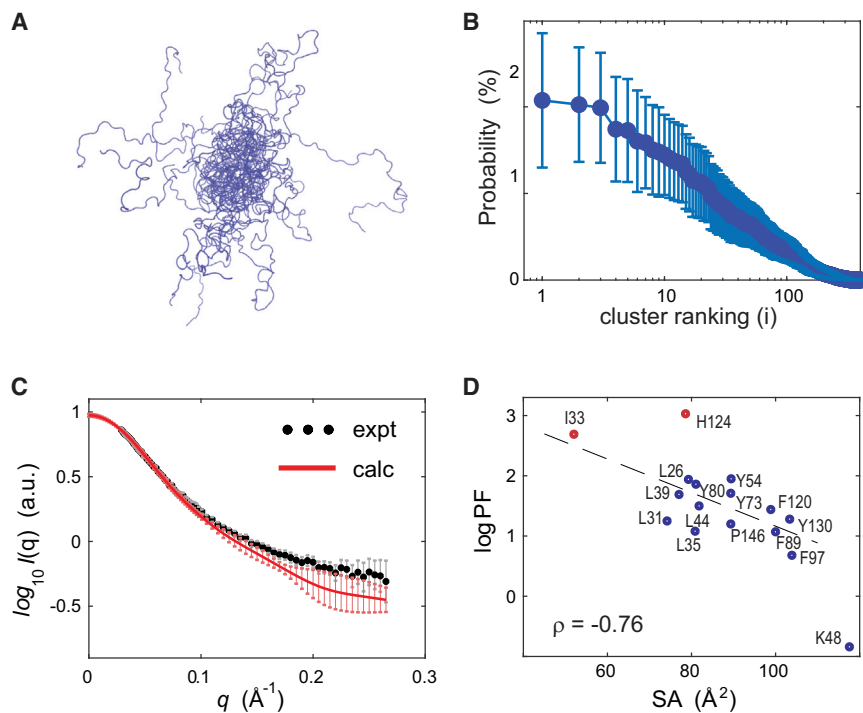 A
B
Probability (%)
2
1
0
1
10
100
cluster ranking (i)
C
log10 I(q) (a.u.)
1
0.5
0
-0.5
expt
calc
0
0.1
0.2
0.3
q (Å-1)
D
log PF
3
2
1
0
I33
H124
L26
Y54
Y80
L39
Y73
F120
L44
L31
Y130
L35
P146
F89
F97
K48
ρ = -0.76
60
80
100
SA (Å2)